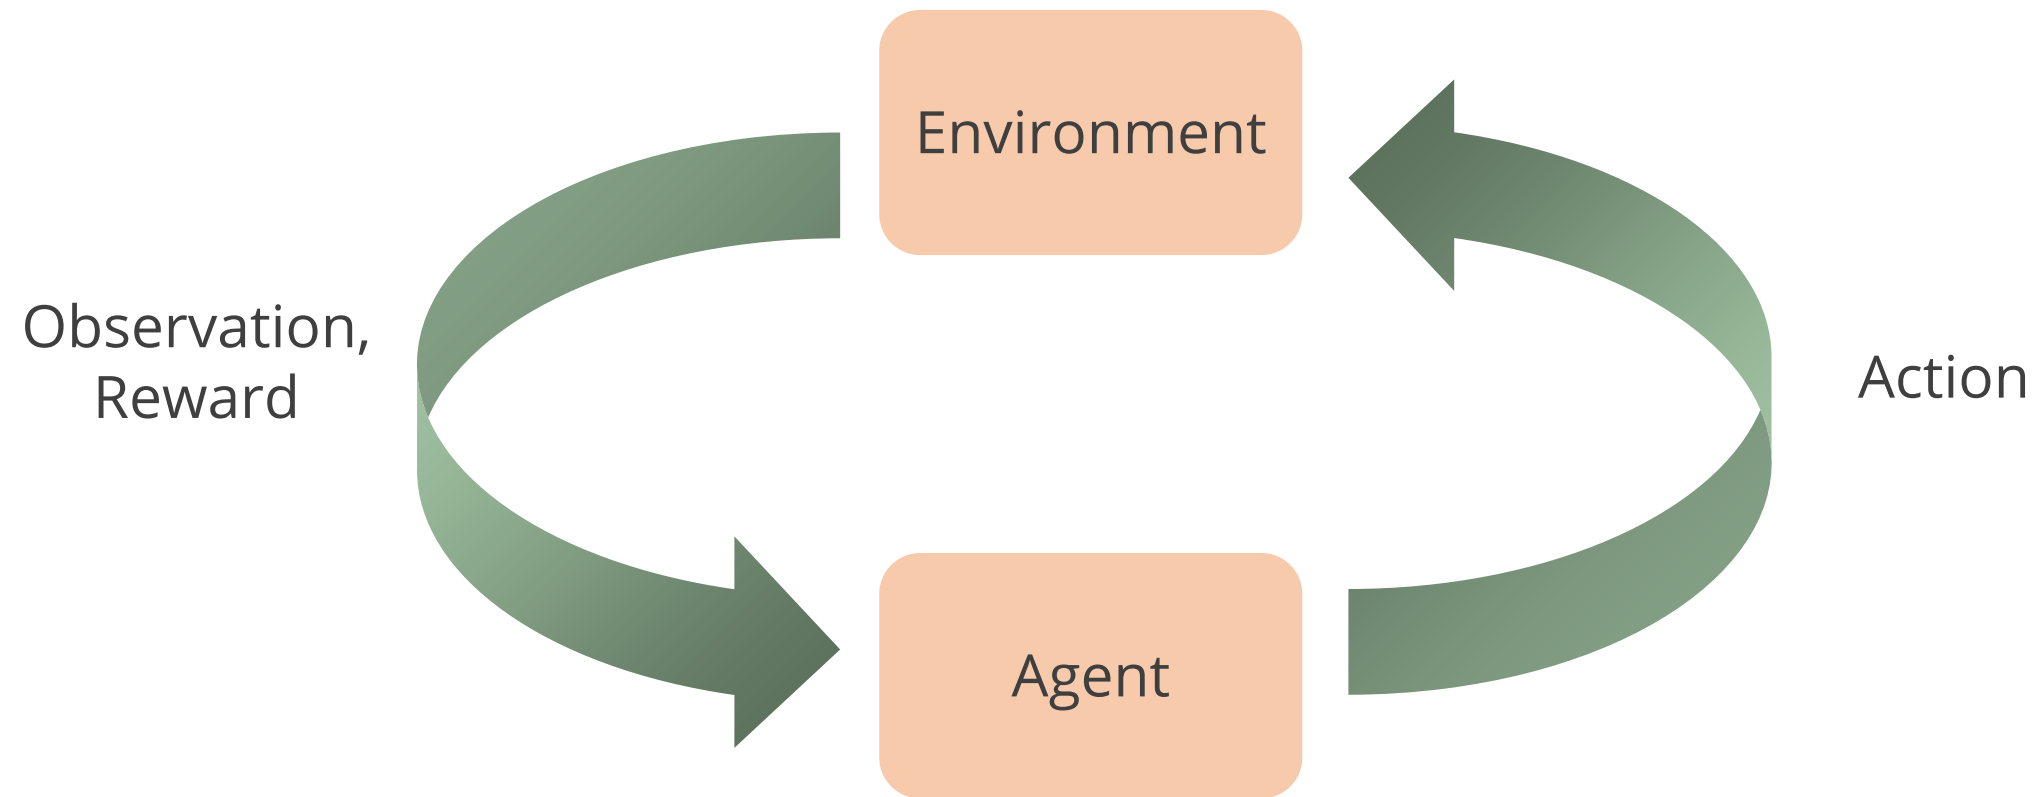 Environment
Observation,
Reward
Action
Agent